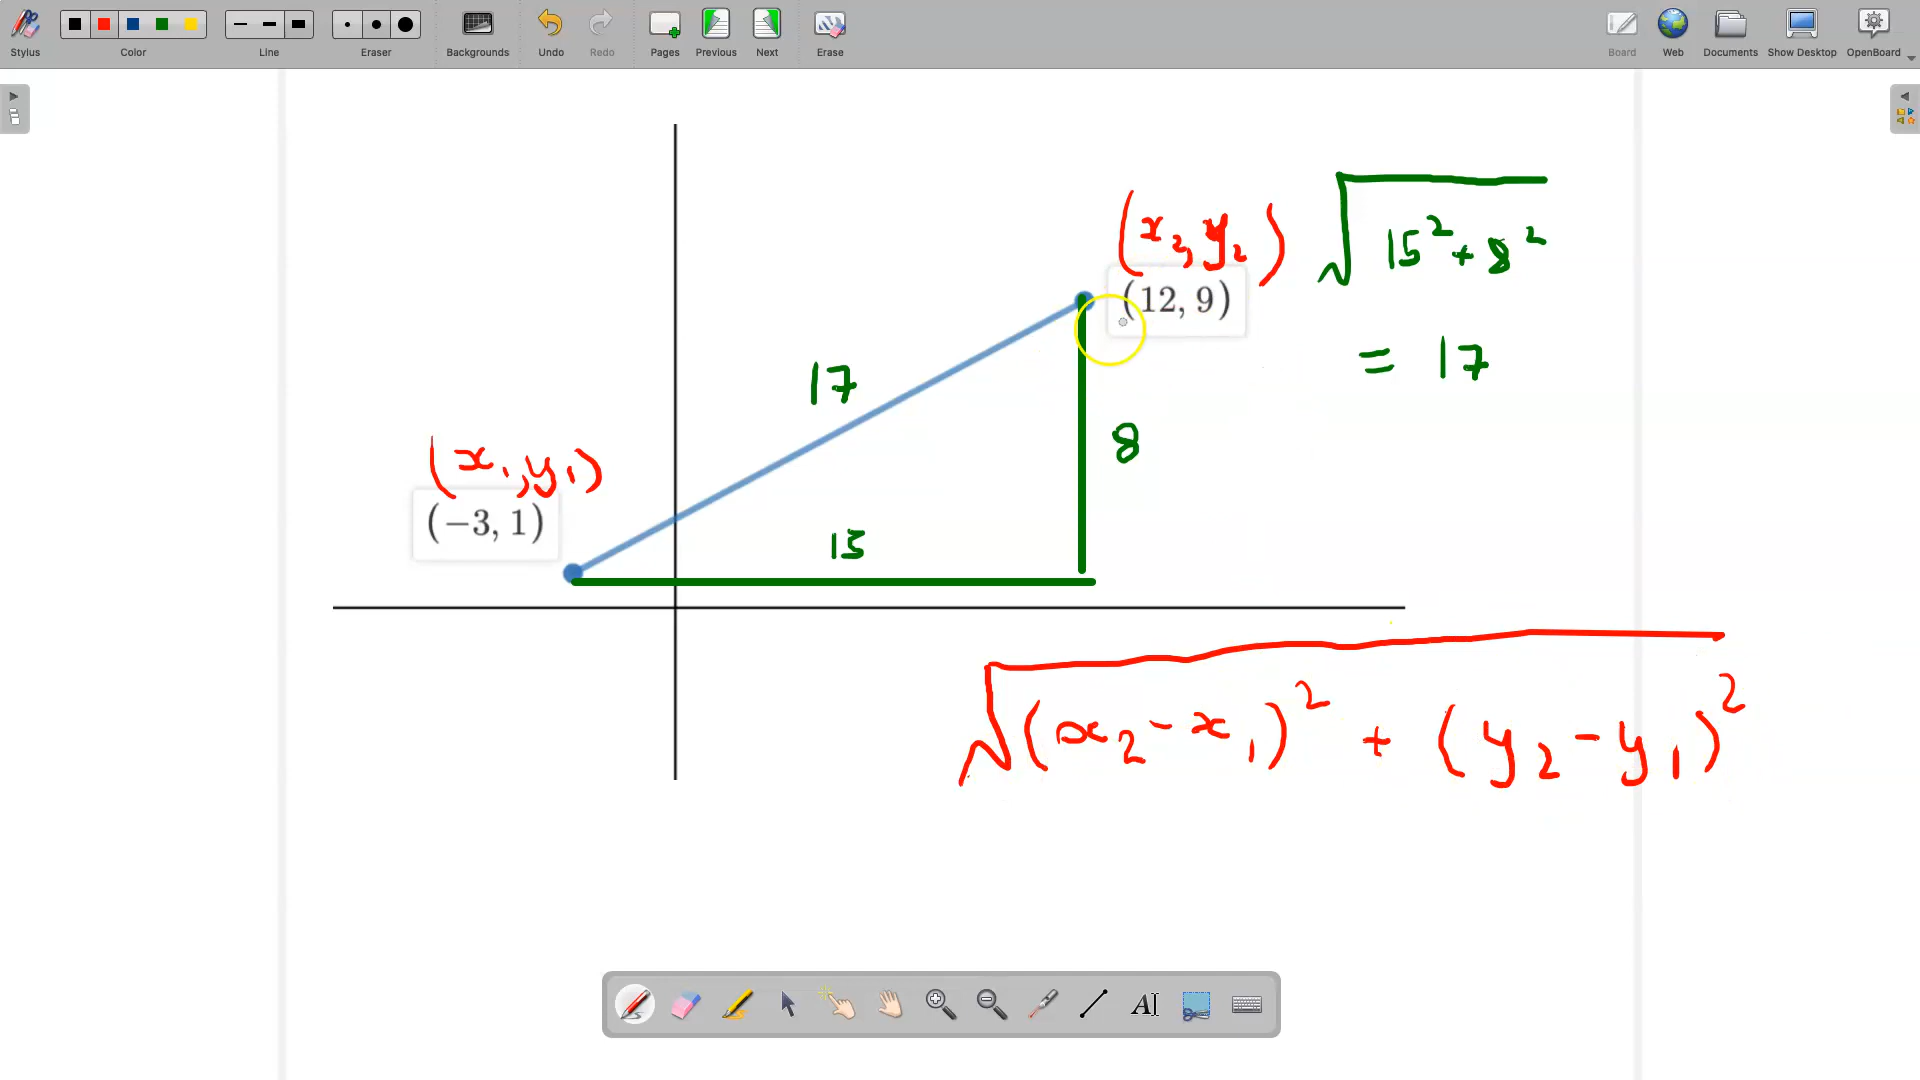 Stylus Color Line Eraser Backgrounds Undo Redo Pages Previous Next Erase Board Web Documents Show Desktop OpenBoard
(x₂, y₂)
√(15² + 8²)
(12, 9)
= 17
17
8
(x₁, y₁)
(−3, 1)
15
√((x₂ − x₁)² + (y₂ − y₁)²)
AI